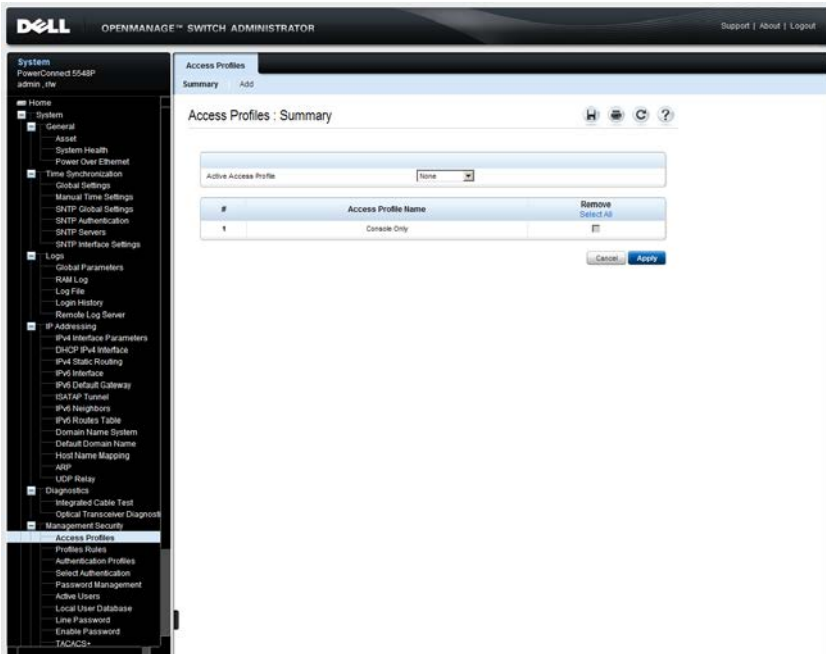 DELL OPENMANAGE™ SWITCH ADMINISTRATOR
Support | About | Logout
System
PowerConnect 5548P
admin , r/w
Home
System
General
Asset
System Health
Power Over Ethernet
Time Synchronization
Global Settings
Manual Time Settings
SNTP Global Settings
SNTP Authentication
SNTP Servers
SNTP Interface Settings
Logs
Global Parameters
RAM Log
Log File
Login History
Remote Log Server
IP Addressing
IPv4 Interface Parameters
DHCP IPv4 Interface
IPv4 Static Routing
IPv6 Interface
IPv6 Default Gateway
ISATAP Tunnel
IPv6 Neighbors
IPv6 Routes Table
Domain Name System
Default Domain Name
Host Name Mapping
ARP
UDP Relay
Diagnostics
Integrated Cable Test
Optical Transceiver Diagnosti
Management Security
Access Profiles
Profiles Rules
Authentication Profiles
Select Authentication
Password Management
Active Users
Local User Database
Line Password
Enable Password
TACACS+
Access Profiles
Summary Add
Access Profiles : Summary
Active Access Profile None
# Access Profile Name Remove
Select All
1 Console Only
Cancel Apply